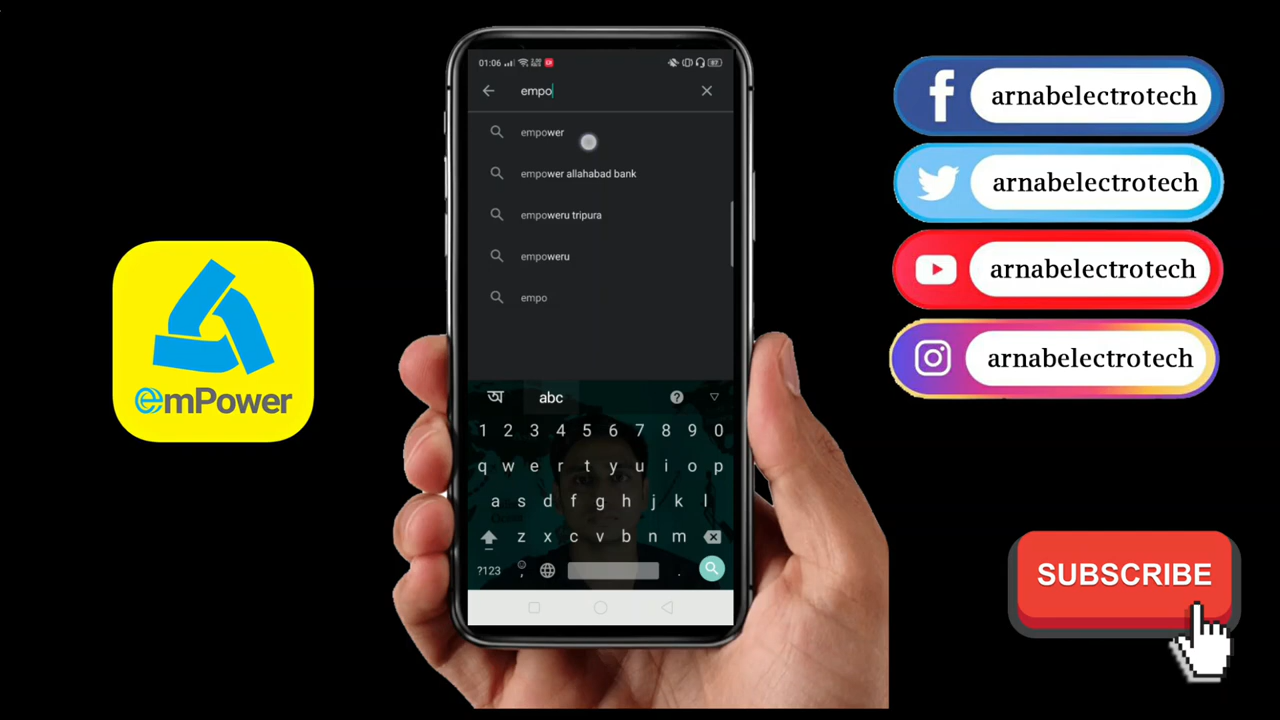 01:06
87
empo
empower
empower allahabad bank
empoweru tripura
empoweru
empo
অ abc ?
1 2 3 4 5 6 7 8 9 0
q w e r t y u i o p
a s d f g h j k l
z x c v b n m
?123 , .
emPower
f arnabelectrotech
arnabelectrotech
arnabelectrotech
arnabelectrotech
SUBSCRIBE